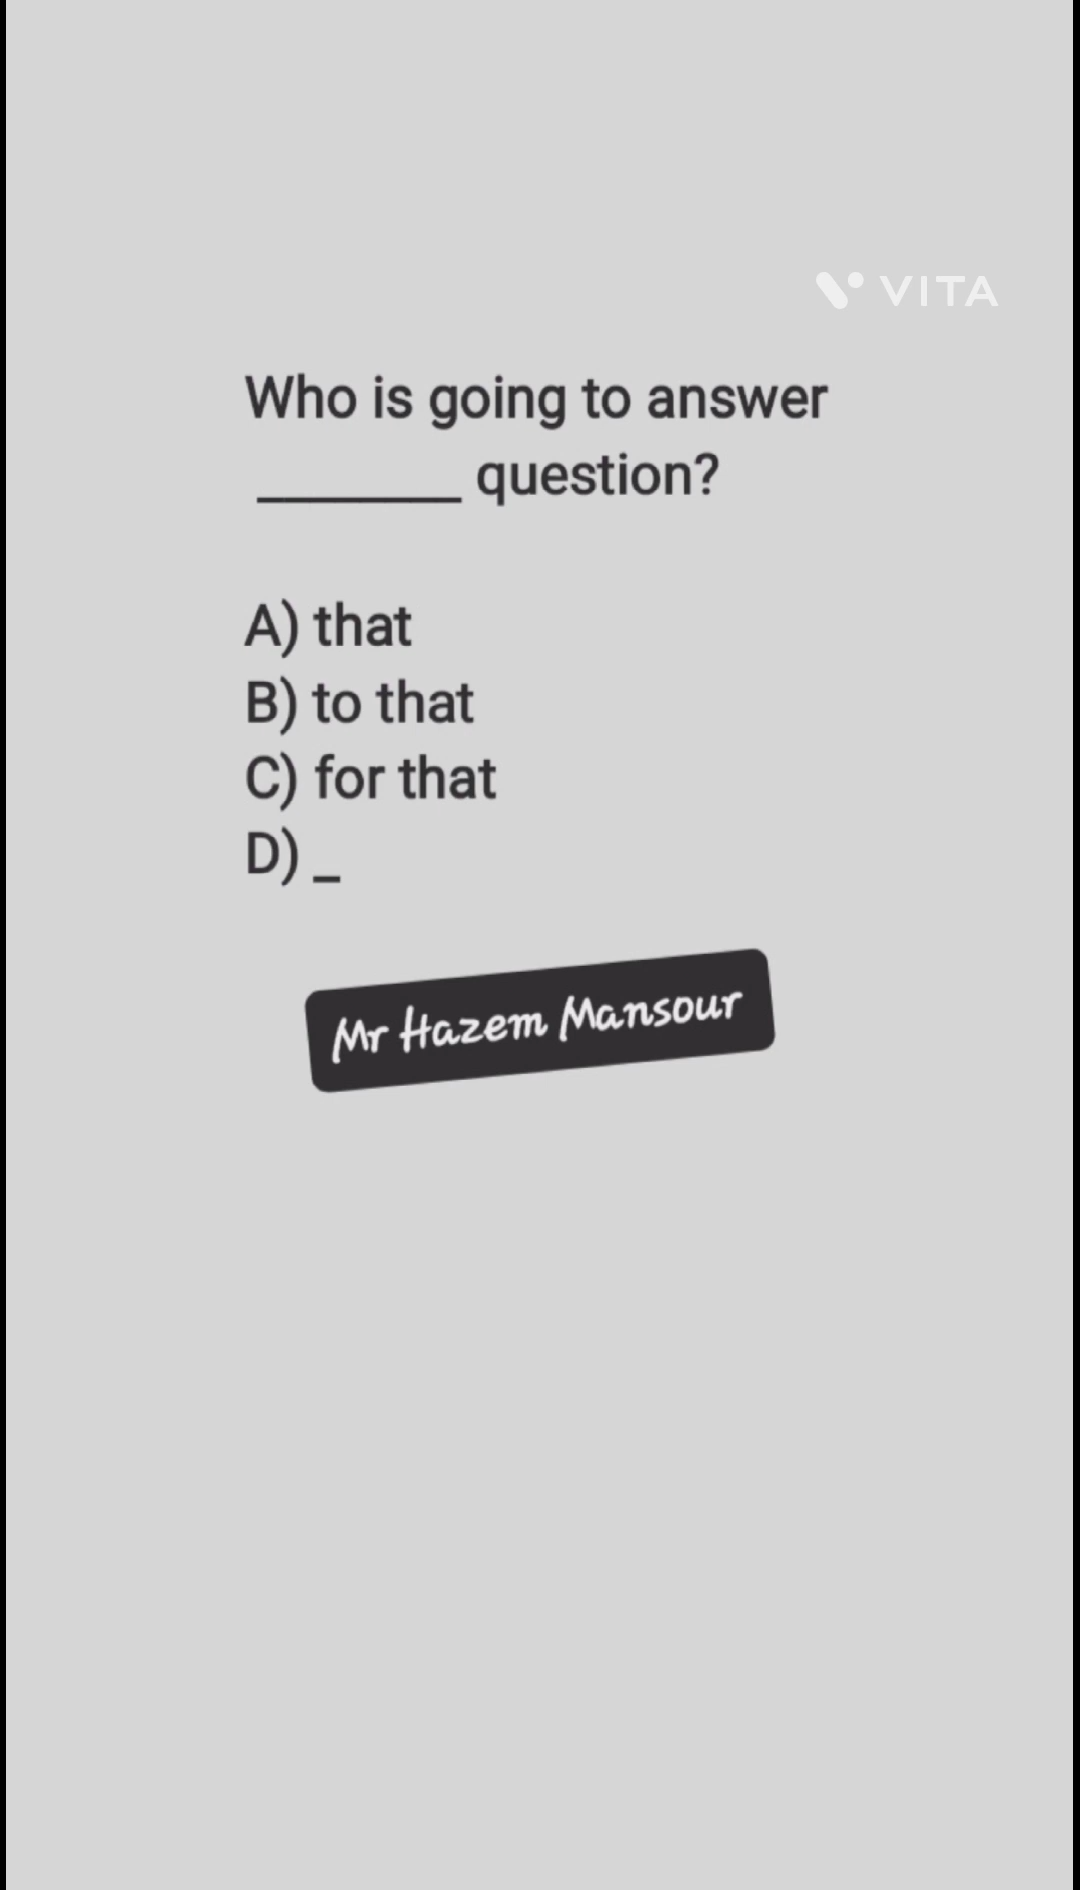 VITA
Who is going to answer
________ question?
A) that
B) to that
C) for that
D) _
Mr Hazem Mansour